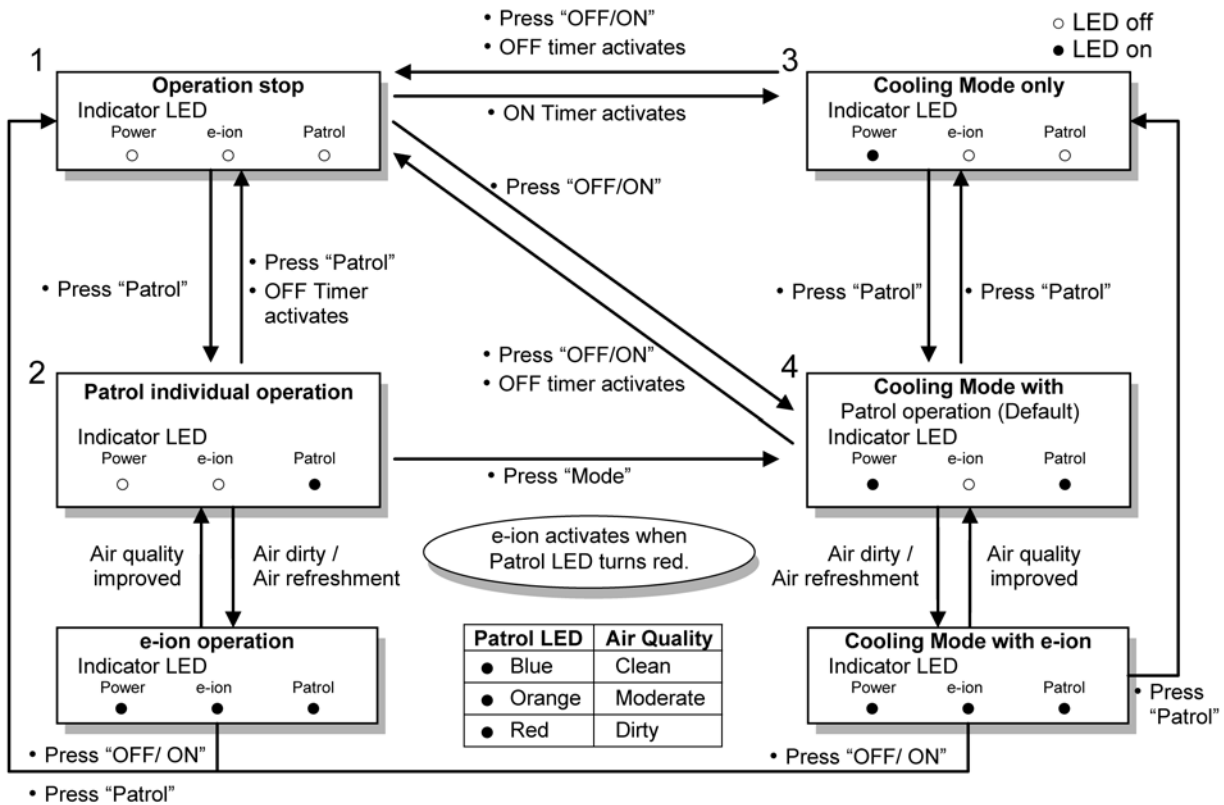 • Press “OFF/ON”
• OFF timer activates
○ LED off
● LED on
1
Operation stop
Indicator LED
Power e-ion Patrol
• ON Timer activates
3
Cooling Mode only
Indicator LED
Power e-ion Patrol
• Press “OFF/ON”
• Press “Patrol”
• Press “Patrol”
• OFF Timer
activates
• Press “Patrol”
• Press “Patrol”
• Press “OFF/ON”
• OFF timer activates
2
Patrol individual operation
Indicator LED
Power e-ion Patrol
• Press “Mode”
4
Cooling Mode with
Patrol operation (Default)
Indicator LED
Power e-ion Patrol
Air quality
improved
Air dirty /
Air refreshment
e-ion activates when
Patrol LED turns red.
Air dirty /
Air refreshment
Air quality
improved
e-ion operation
Indicator LED
Power e-ion Patrol
Patrol LED Air Quality
● Blue Clean
● Orange Moderate
● Red Dirty
Cooling Mode with e-ion
Indicator LED
Power e-ion Patrol
• Press
“Patrol”
• Press “OFF/ ON”
• Press “Patrol”
• Press “OFF/ ON”